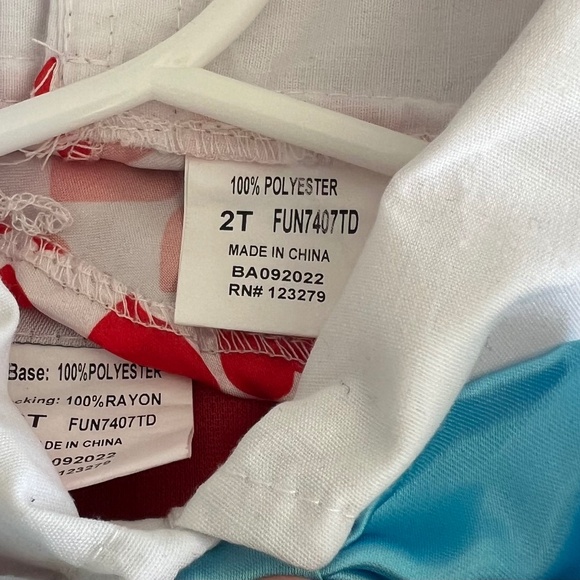 100% POLYESTER
2T FUN7407TD
MADE IN CHINA
BA092022
RN# 123279
Base: 100%POLYESTER
cking: 100%RAYON
T FUN7407TD
DE IN CHINA
092022
123279